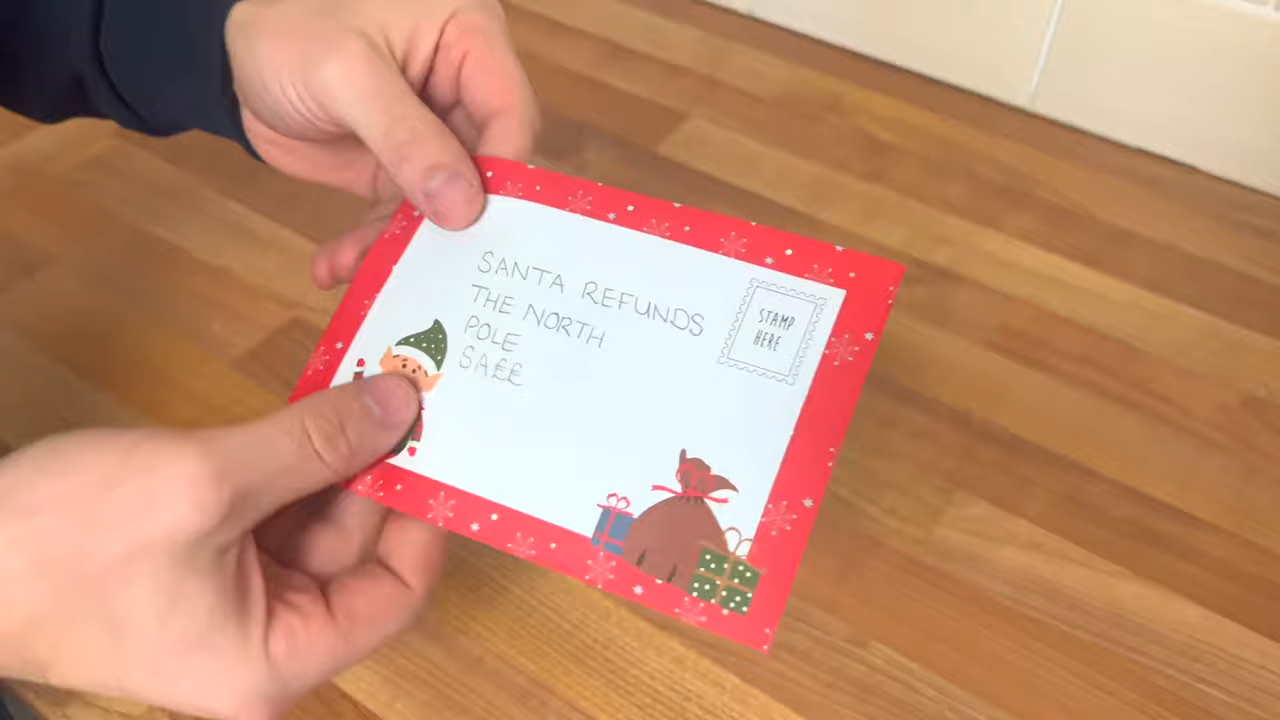 SANTA REFUNDS
THE NORTH
POLE
SA££
STAMP
HERE